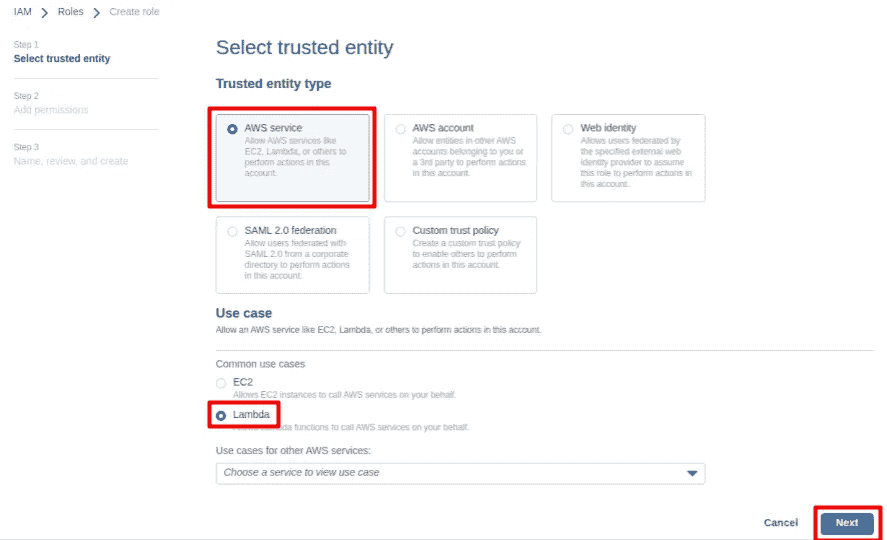 IAM > Roles > Create role
Step 1
Select trusted entity
Step 2
Add permissions
Step 3
Name, review, and create
Select trusted entity
Trusted entity type
AWS service
Allow AWS services like
EC2, Lambda, or others to
perform actions in this
account.
AWS account
Allow entities in other AWS
accounts belonging to you or
a 3rd party to perform actions
in this account.
Web identity
Allows users federated by
the specified external web
identity provider to assume
this role to perform actions in
this account.
SAML 2.0 federation
Allow users federated with
SAML 2.0 from a corporate
directory to perform actions
in this account.
Custom trust policy
Create a custom trust policy
to enable others to perform
actions in this account.
Use case
Allow an AWS service like EC2, Lambda, or others to perform actions in this account.
Common use cases
EC2
Allows EC2 instances to call AWS services on your behalf.
Lambda
functions to call AWS services on your behalf.
Use cases for other AWS services:
Choose a service to view use case
Cancel
Next